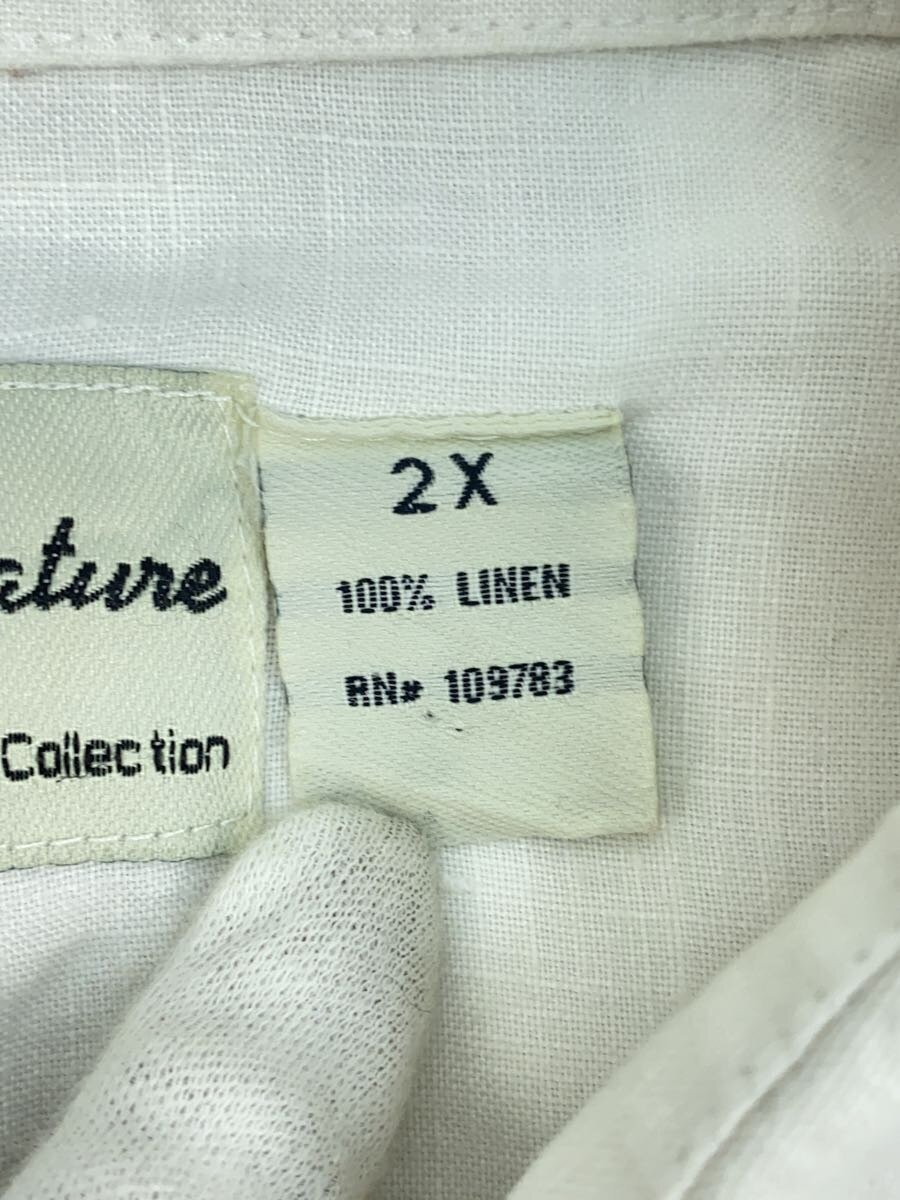 2X
100% LINEN
RN# 109783
ature
Collection